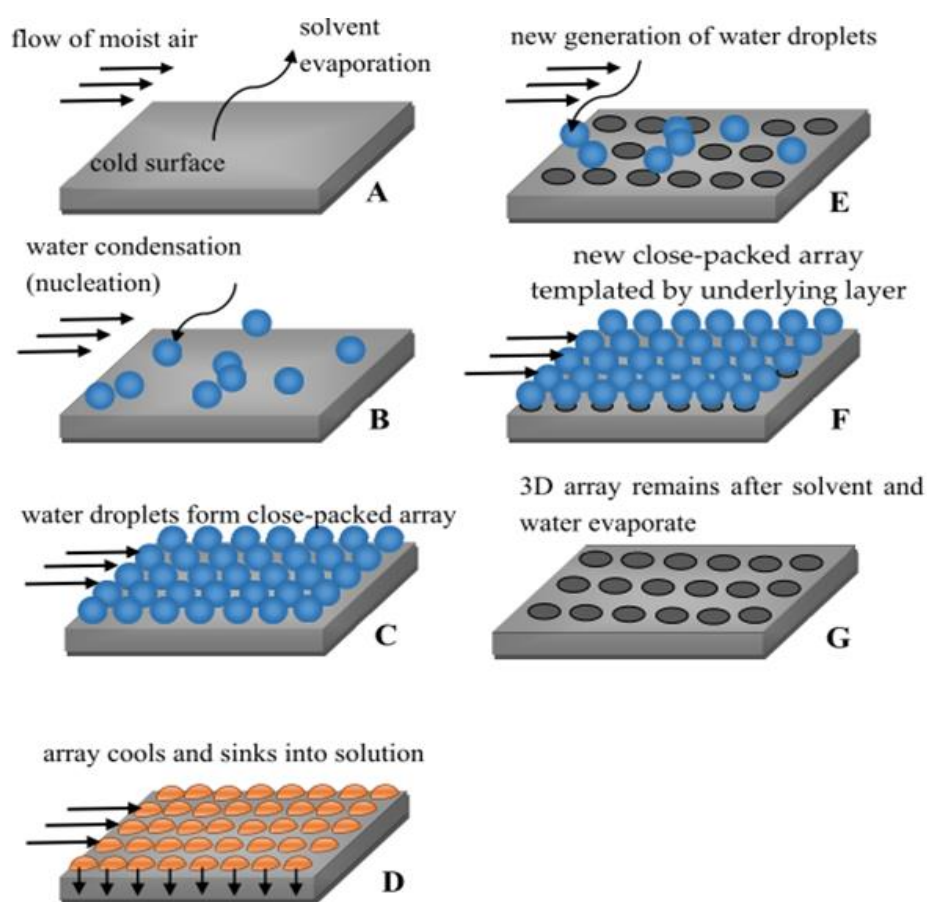 flow of moist air
solvent
evaporation
cold surface
A
water condensation
(nucleation)
B
water droplets form close-packed array
C
array cools and sinks into solution
D
new generation of water droplets
E
new close-packed array
templated by underlying layer
F
3D array remains after solvent and
water evaporate
G